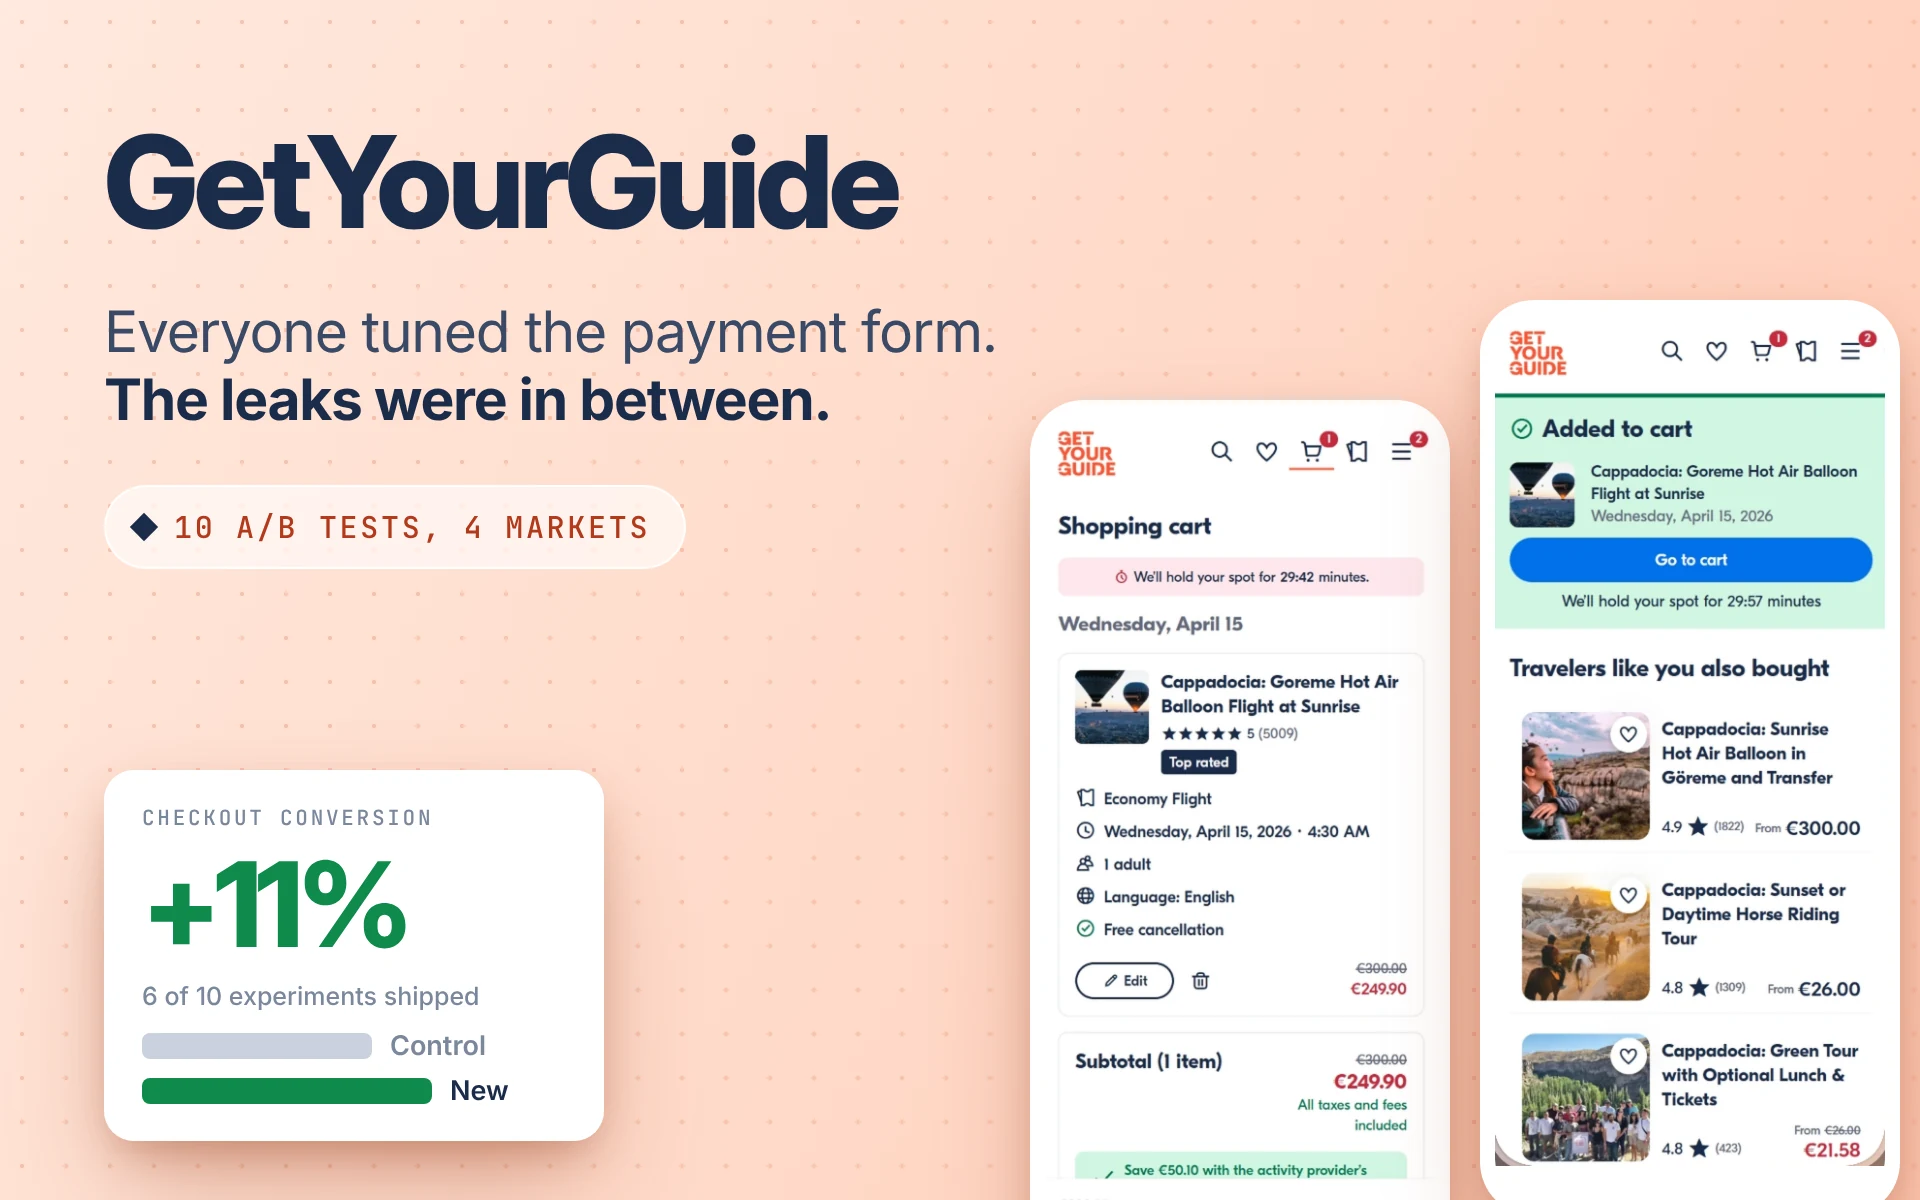 GetYourGuide
Everyone tuned the payment form.
The leaks were in between.
10 A/B TESTS, 4 MARKETS
CHECKOUT CONVERSION
+11%
6 of 10 experiments shipped
Control
New
GET
YOUR
GUIDE
1
2
Shopping cart
We'll hold your spot for 29:42 minutes.
Wednesday, April 15
Cappadocia: Goreme Hot Air
Balloon Flight at Sunrise
5 (5009)
Top rated
Economy Flight
Wednesday, April 15, 2026 · 4:30 AM
1 adult
Language: English
Free cancellation
Edit
€300.00
€249.90
Subtotal (1 item)
€300.00
€249.90
All taxes and fees
included
Save €50.10 with the activity provider's
GET
YOUR
GUIDE
1
2
Added to cart
Cappadocia: Goreme Hot Air Balloon
Flight at Sunrise
Wednesday, April 15, 2026
Go to cart
We'll hold your spot for 29:57 minutes
Travelers like you also bought
Cappadocia: Sunrise
Hot Air Balloon in
Göreme and Transfer
4.9 (1822) From €300.00
Cappadocia: Sunset or
Daytime Horse Riding
Tour
4.8 (1309) From €26.00
Cappadocia: Green Tour
with Optional Lunch &
Tickets
From €26.00
4.8 (423) €21.58